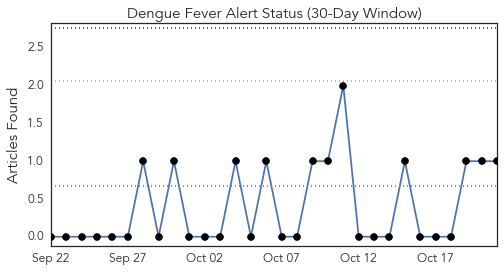 Dengue Fever Alert Status (30-Day Window)
Articles Found
2.5
2.0
1.5
1.0
0.5
0.0
Sep 22 Sep 27 Oct 02 Oct 07 Oct 12 Oct 17